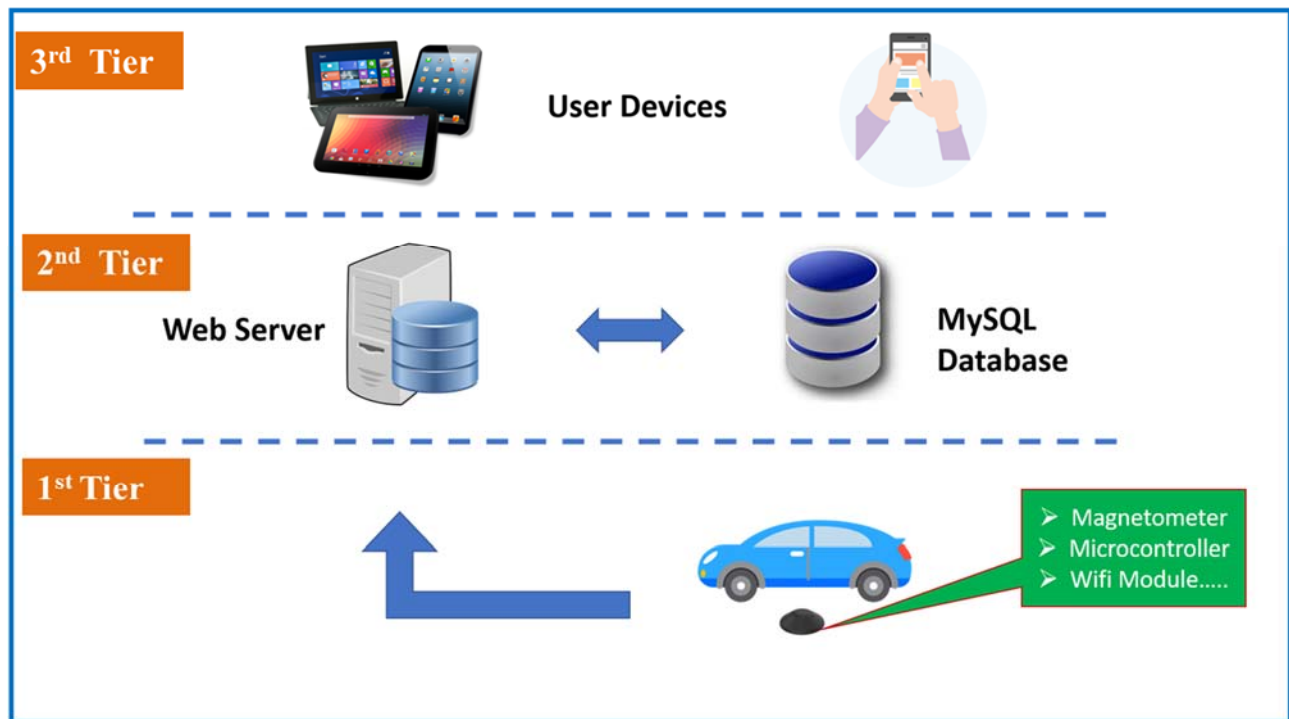 3rd Tier
User Devices
2nd Tier
Web Server
MySQL
Database
1st Tier
➢ Magnetometer
➢ Microcontroller
➢ Wifi Module.....